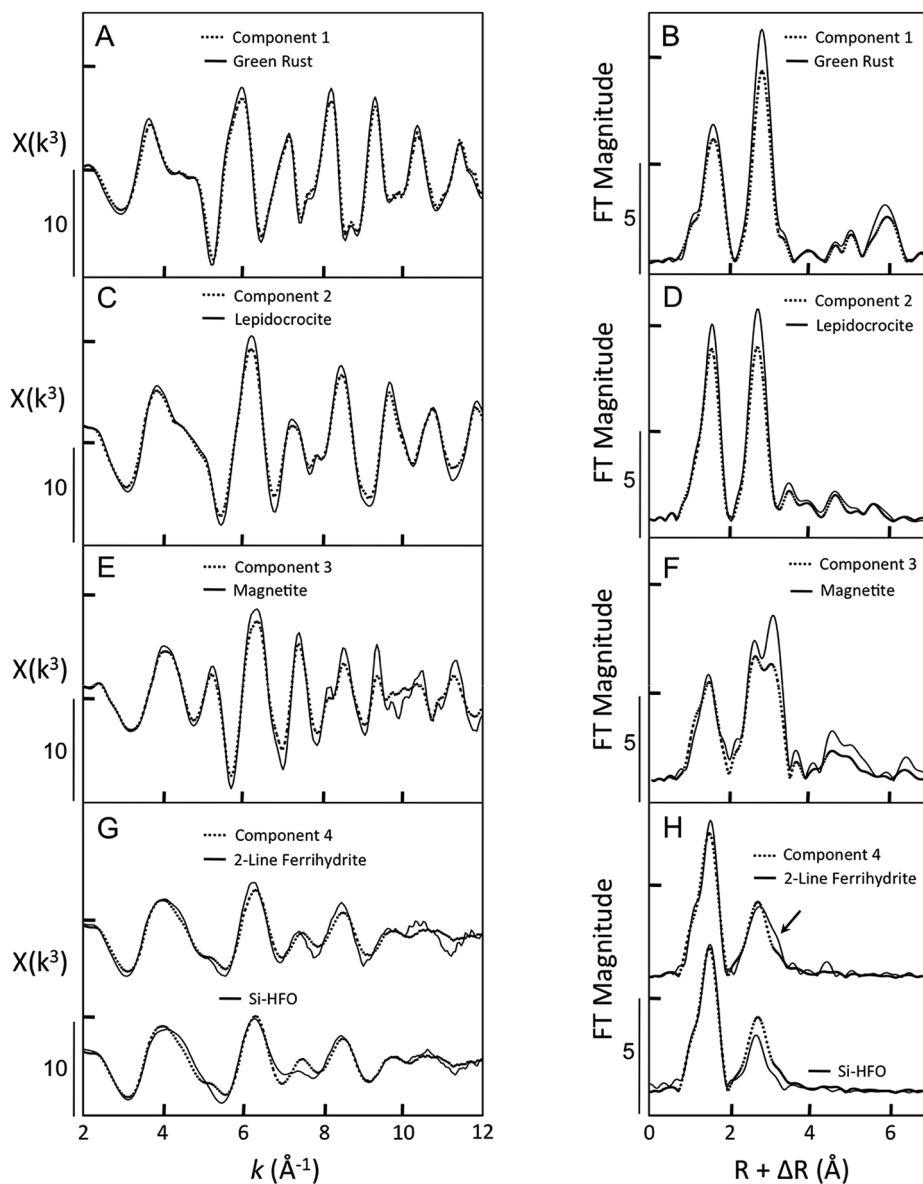 A
Component 1
Green Rust
X(k³)
10
B
Component 1
Green Rust
FT Magnitude
5
C
Component 2
Lepidocrocite
X(k³)
10
D
Component 2
Lepidocrocite
FT Magnitude
5
E
Component 3
Magnetite
X(k³)
10
F
Component 3
Magnetite
FT Magnitude
5
G
Component 4
2-Line Ferrihydrite
X(k³)
Si-HFO
10
2 4 6 8 10 12
k (Å⁻¹)
H
Component 4
2-Line Ferrihydrite
FT Magnitude
5
Si-HFO
0 2 4 6
R + ΔR (Å)